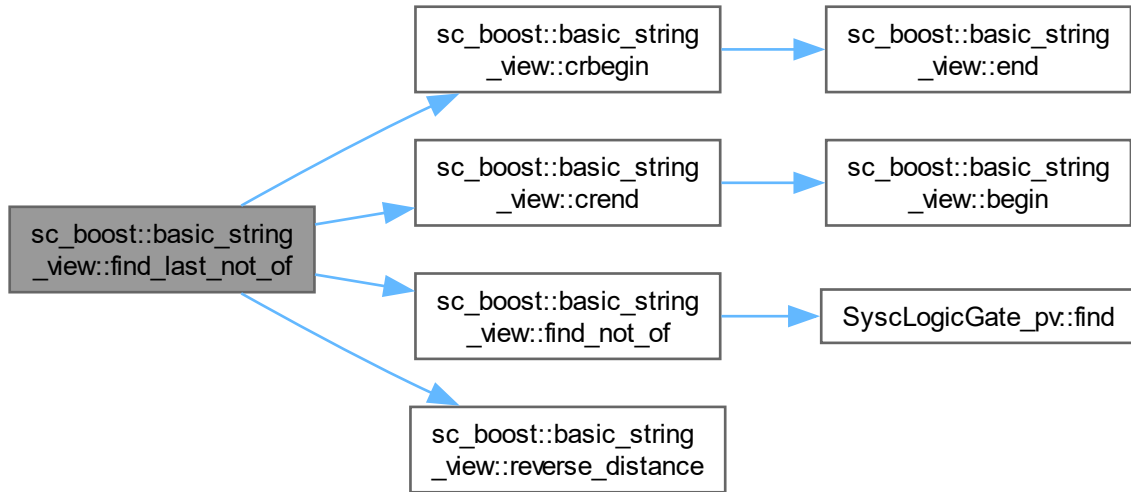 sc_boost::basic_string
_view::crbegin
sc_boost::basic_string
_view::end
sc_boost::basic_string
_view::crend
sc_boost::basic_string
_view::begin
sc_boost::basic_string
_view::find_last_not_of
sc_boost::basic_string
_view::find_not_of
SyscLogicGate_pv::find
sc_boost::basic_string
_view::reverse_distance